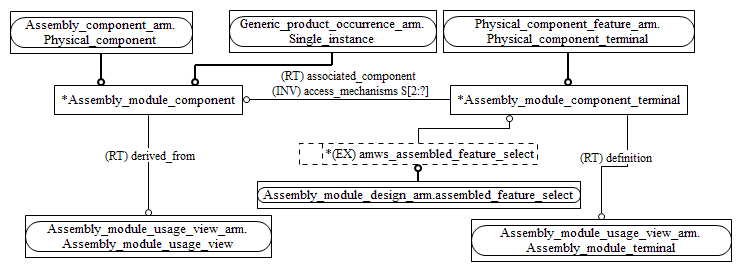 Assembly_component_arm.
Physical_component
Generic_product_occurrence_arm.
Single_instance
Physical_component_feature_arm.
Physical_component_terminal
(RT) associated_component
(INV) access_mechanisms S[2:?]
*Assembly_module_component
*Assembly_module_component_terminal
(RT) derived_from
*(EX) amws_assembled_feature_select
(RT) definition
Assembly_module_design_arm.assembled_feature_select
Assembly_module_usage_view_arm.
Assembly_module_usage_view
Assembly_module_usage_view_arm.
Assembly_module_terminal